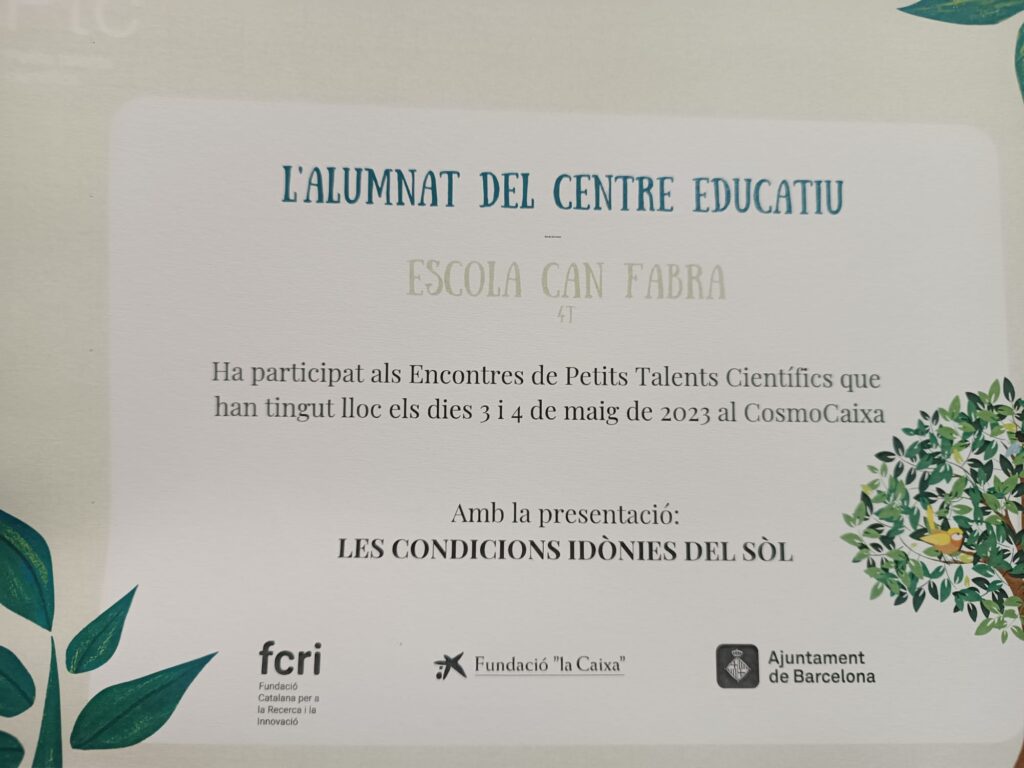 PTC
L'ALUMNAT DEL CENTRE EDUCATIU
ESCOLA CAN FABRA
4T
Ha participat als Encontres de Petits Talents Científics que
han tingut lloc els dies 3 i 4 de maig de 2023 al CosmoCaixa
Amb la presentació:
LES CONDICIONS IDÒNIES DEL SÒL
fcri
Fundació
Catalana per a
la Recerca i la
Innovació
Fundació "la Caixa"
Ajuntament
de Barcelona